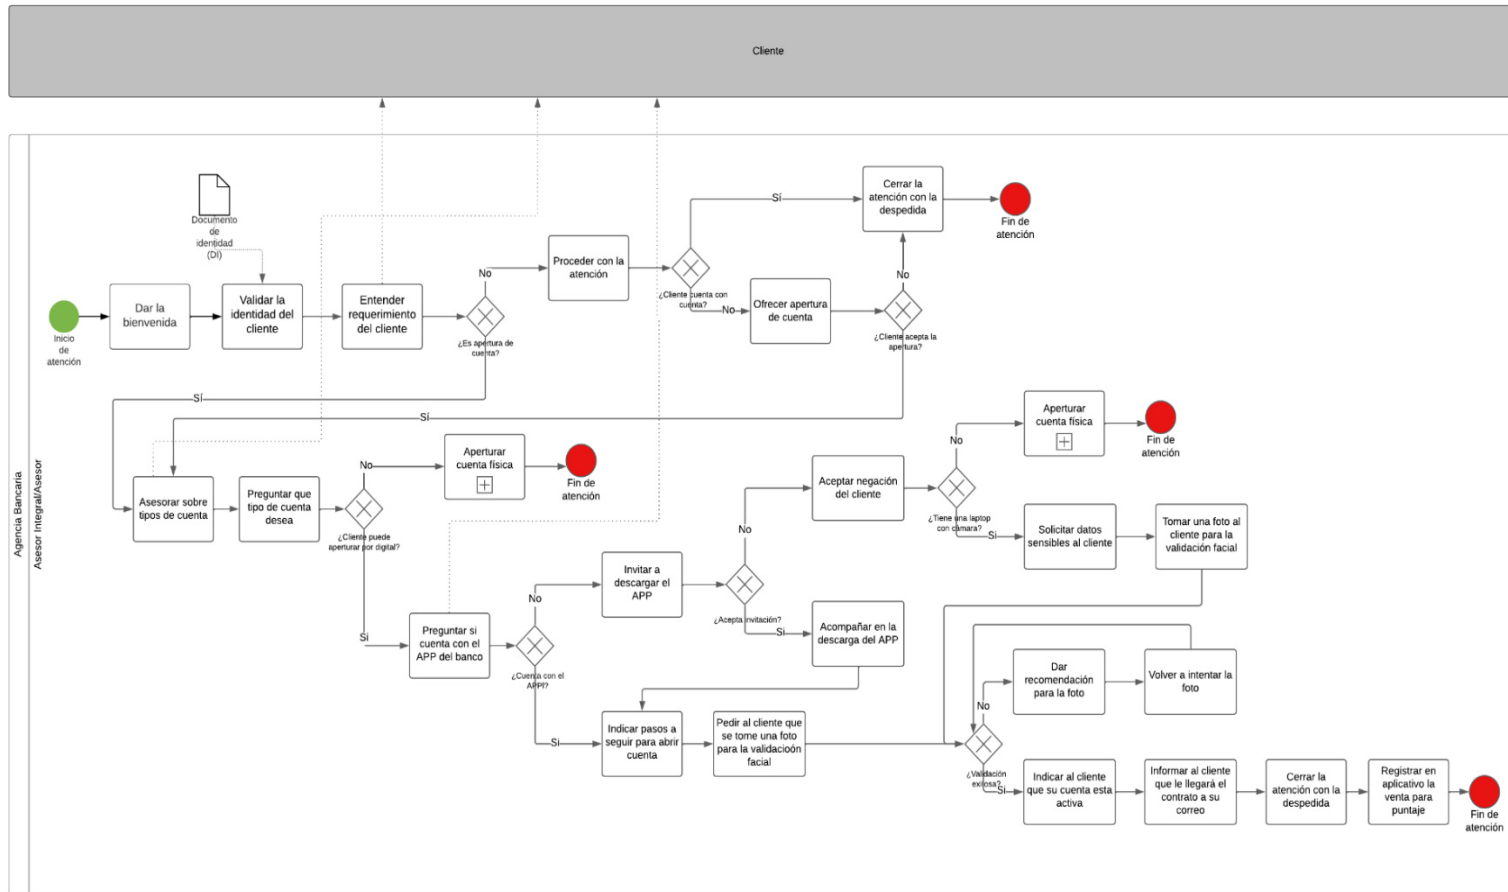 Cliente
Agencia Bancaria
Asesor Integral/Asesor
Documento
de
identidad
(DI)
Inicio
de
atención
Dar la
bienvenida
Validar la
identidad del
cliente
Entender
requerimiento
del cliente
¿Es apertura de
cuenta?
No
Sí
Proceder con la
atención
¿Cliente cuenta con
cuenta?
Sí
No
Ofrecer apertura
de cuenta
¿Cliente acepta la
apertura?
No
Sí
Cerrar la
atención con la
despedida
Fin de
atención
Asesorar sobre
tipos de cuenta
Preguntar que
tipo de cuenta
desea
¿Cliente puede
aperturar por digital?
No
Si
Aperturar
cuenta física
Fin de
atención
Preguntar si
cuenta con el
APP del banco
¿Cuenta con el
APP!?
No
Si
Invitar a
descargar el
APP
¿Acepta invitación?
No
Si
Aceptar negación
del cliente
¿Tiene una laptop
con cámara?
No
Si
Aperturar
cuenta física
Fin de
atención
Solicitar datos
sensibles al cliente
Tomar una foto al
cliente para la
validación facial
Acompañar en la
descarga del APP
Indicar pasos a
seguir para abrir
cuenta
Pedir al cliente que
se tome una foto
para la validacioón
facial
¿Validación
exitosa?
No
Si
Dar
recomendación
para la foto
Volver a intentar la
foto
Indicar al cliente
que su cuenta esta
activa
Informar al cliente
que le llegará el
contrato a su
correo
Cerrar la
atención con la
despedida
Registrar en
aplicativo la
venta para
puntaje
Fin de
atención